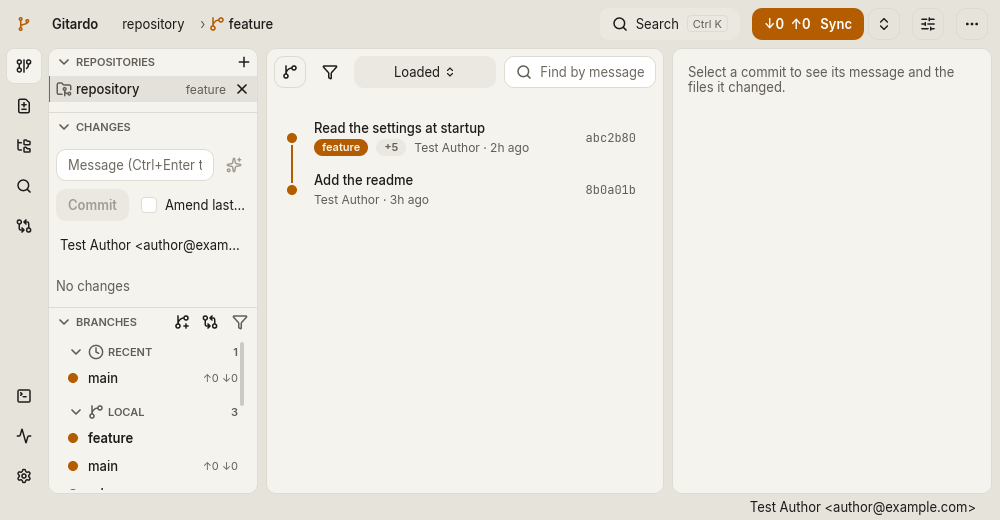 Gitardo repository › feature Search Ctrl K ↓0 ↑0 Sync
REPOSITORIES
repository feature
CHANGES
Message (Ctrl+Enter t
Commit Amend last...
Test Author <author@exam...
No changes
BRANCHES
RECENT 1
main ↑0 ↓0
LOCAL 3
feature
main ↑0 ↓0
Loaded Find by message
Read the settings at startup
feature +5 Test Author · 2h ago abc2b80
Add the readme
Test Author · 3h ago 8b0a01b
Select a commit to see its message and the
files it changed.
Test Author <author@example.com>